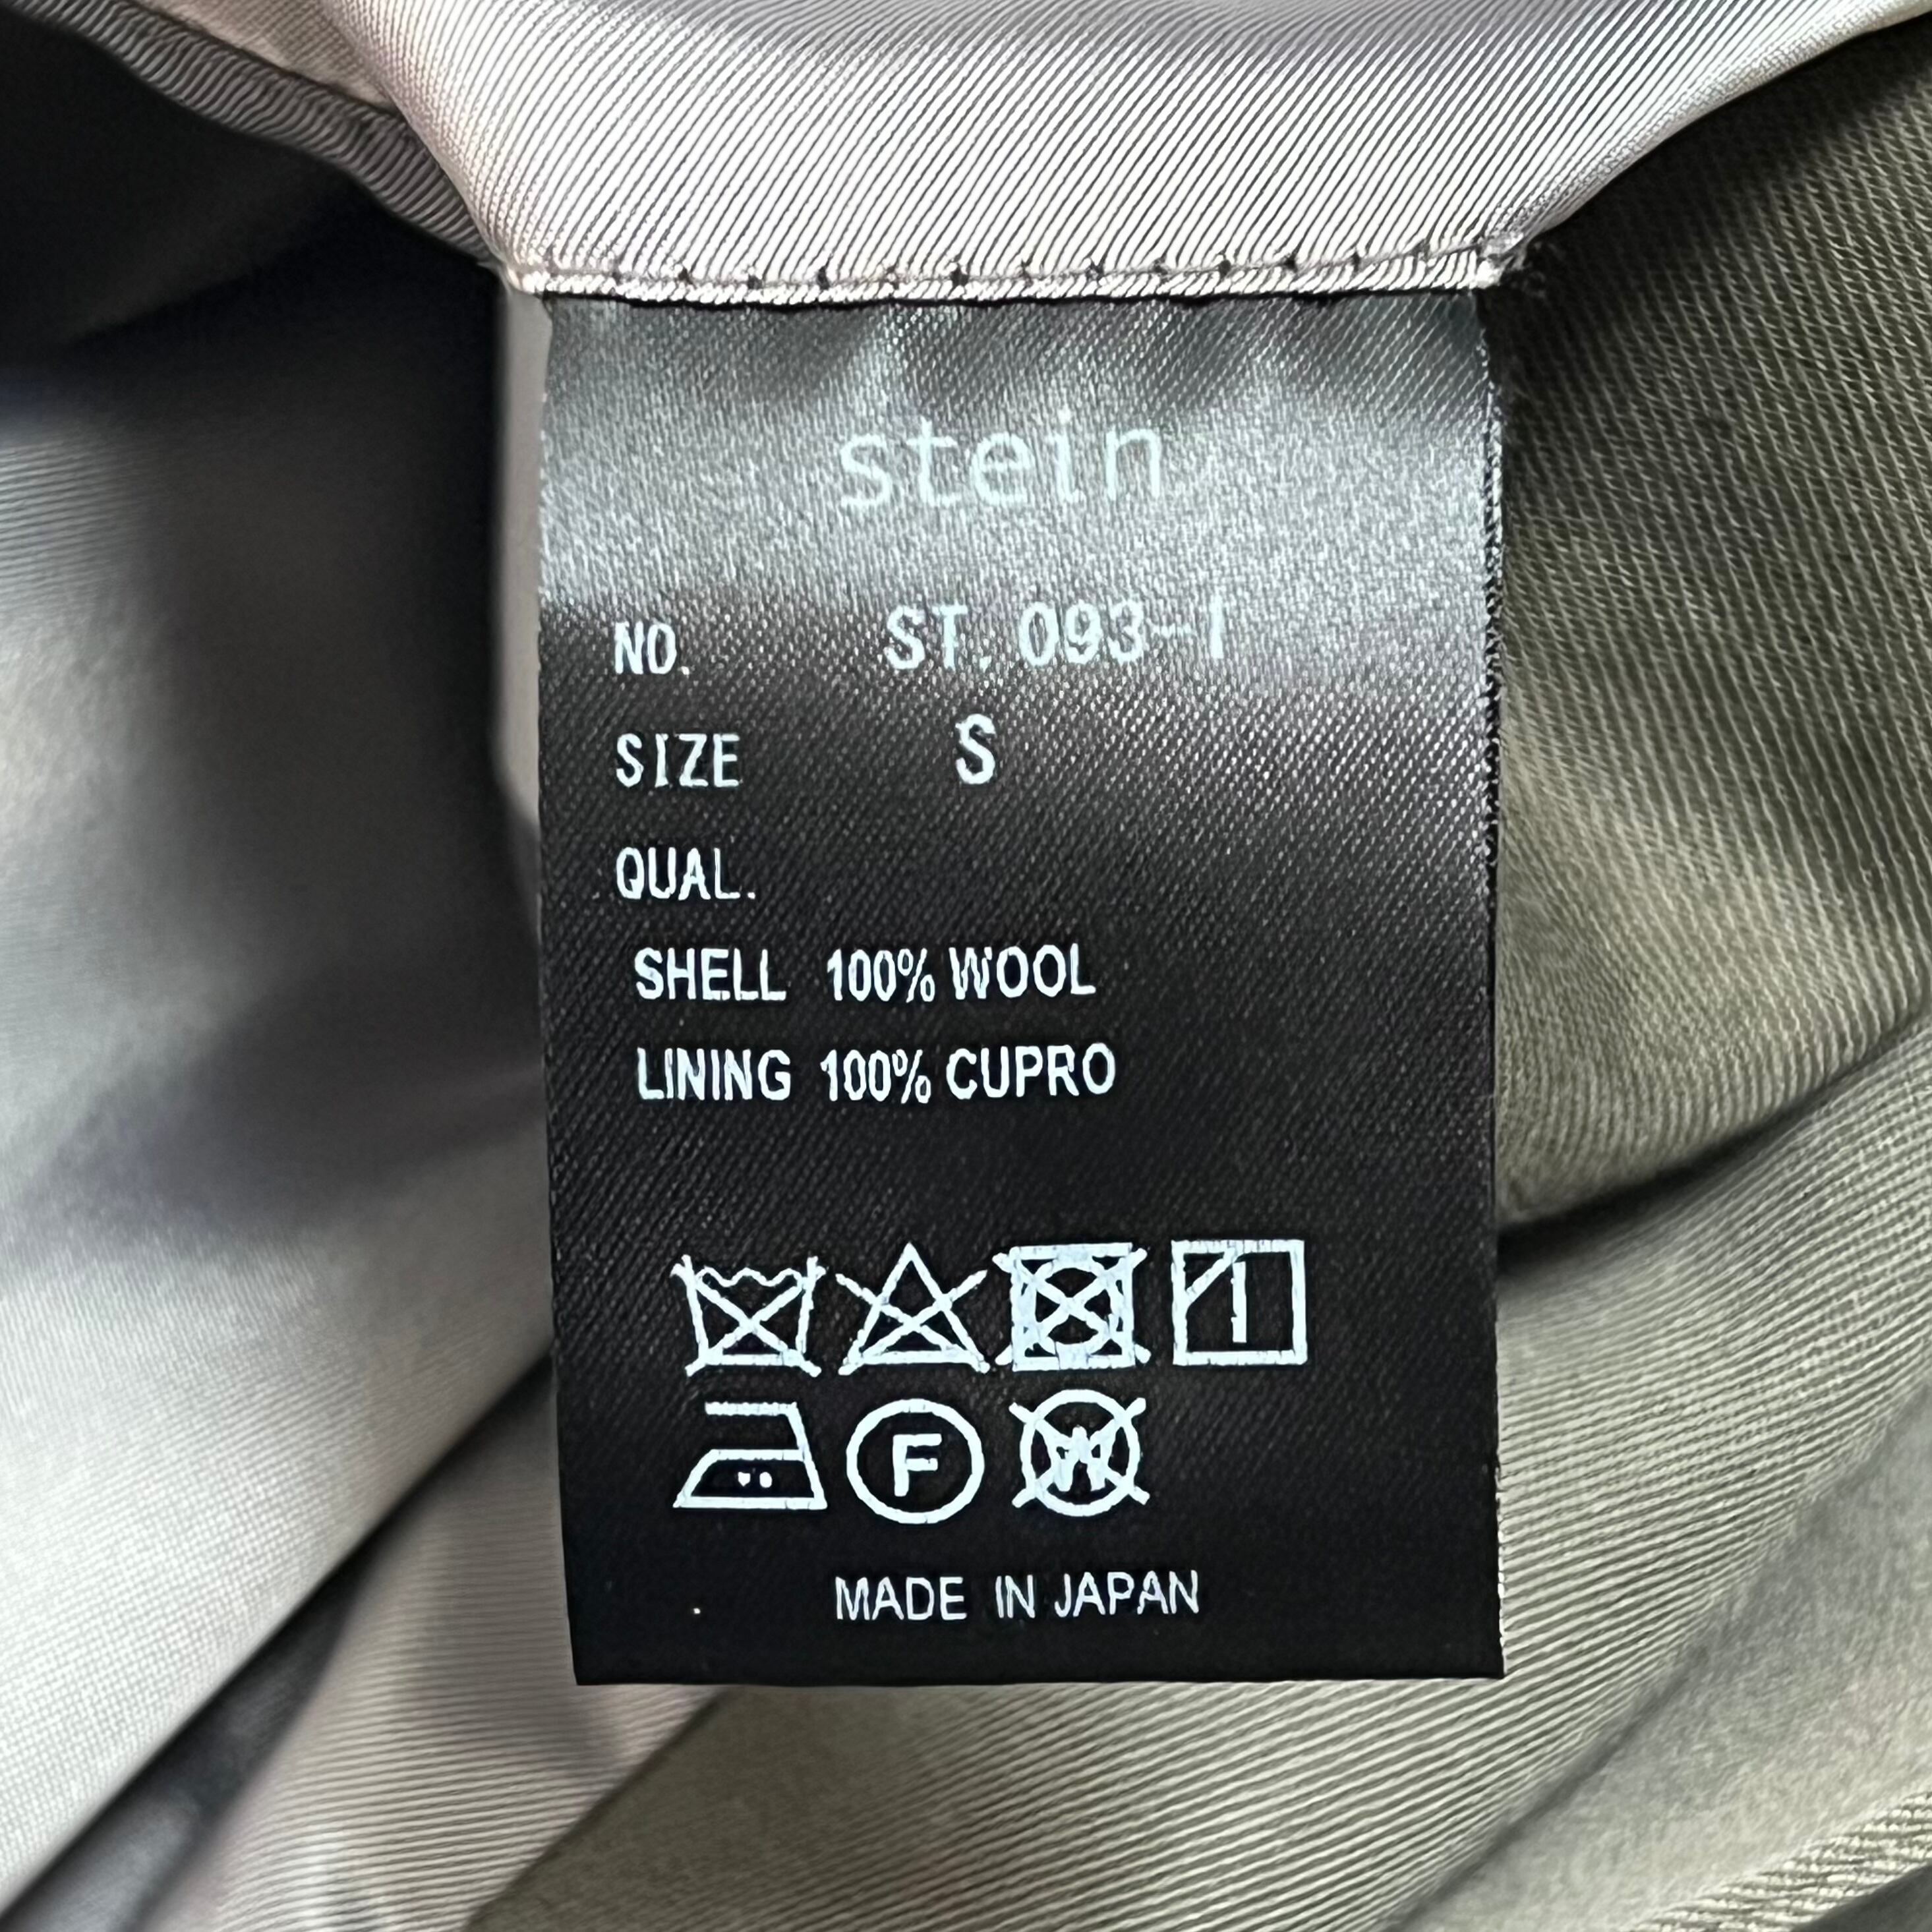 stein
NO. ST. 093-1
SIZE S
QUAL.
SHELL 100% WOOL
LINING 100% CUPRO
F
W
MADE IN JAPAN